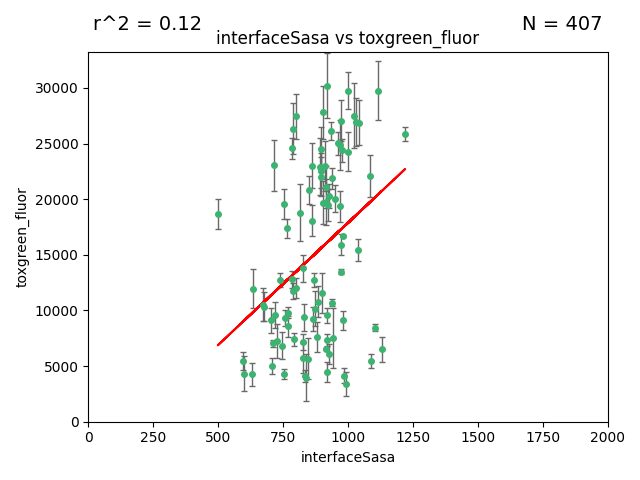 r^2 = 0.12
N = 407
interfaceSasa vs toxgreen_fluor
30000
25000
20000
15000
10000
5000
0
toxgreen_fluor
0 250 500 750 1000 1250 1500 1750 2000
interfaceSasa